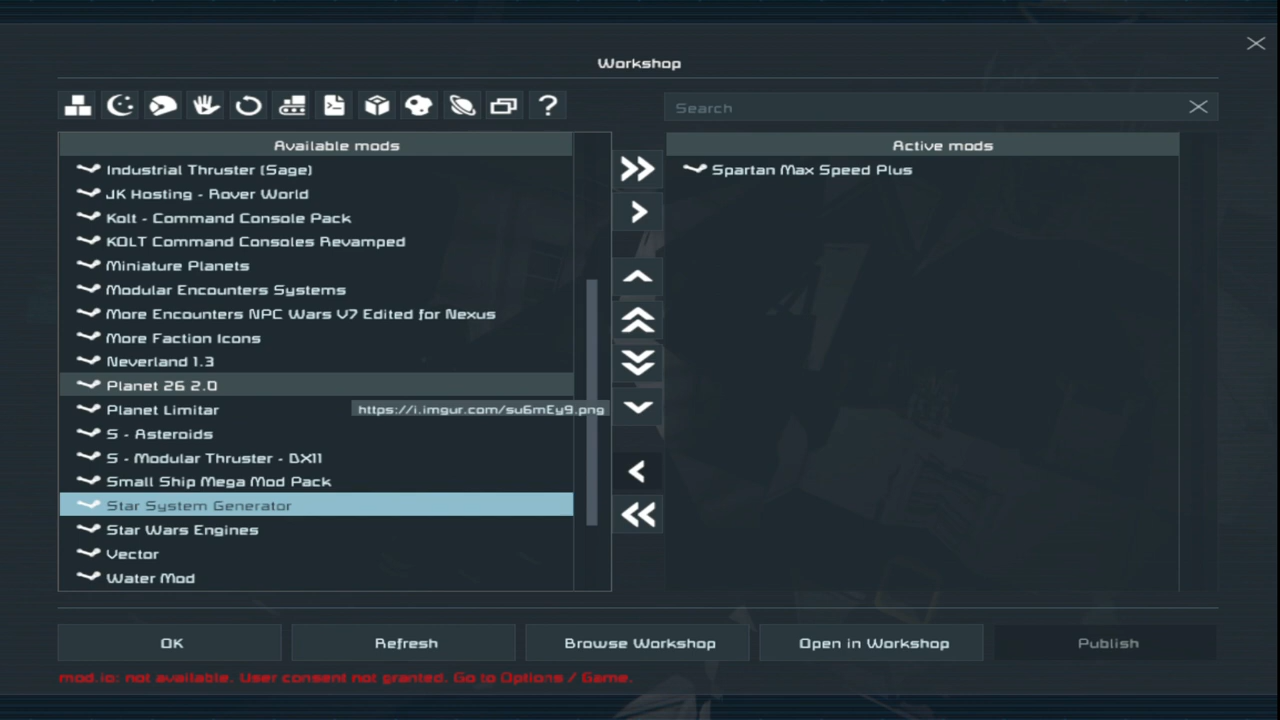 Workshop
Search
Available mods
Industrial Thruster (Sage)
JK Hosting - Rover World
Kolt - Command Console Pack
KOLT Command Consoles Revamped
Miniature Planets
Modular Encounters Systems
More Encounters NPC Wars V7 Edited for Nexus
More Faction Icons
Neverland 1.3
Planet 26 2.0
Planet Limitar
https://i.imgur.com/su6mEy9.png
S - Asteroids
S - Modular Thruster - DX11
Small Ship Mega Mod Pack
Star System Generator
Star Wars Engines
Vector
Water Mod
Active mods
Spartan Max Speed Plus
OK
Refresh
Browse Workshop
Open in Workshop
Publish
mod.io: not available. User consent not granted. Go to Options / Game.